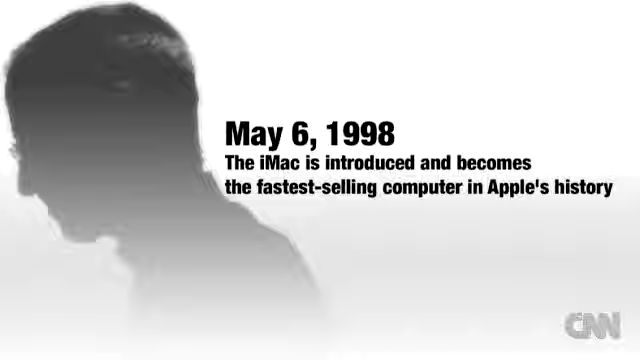 May 6, 1998
The iMac is introduced and becomes
the fastest-selling computer in Apple's history
CNN